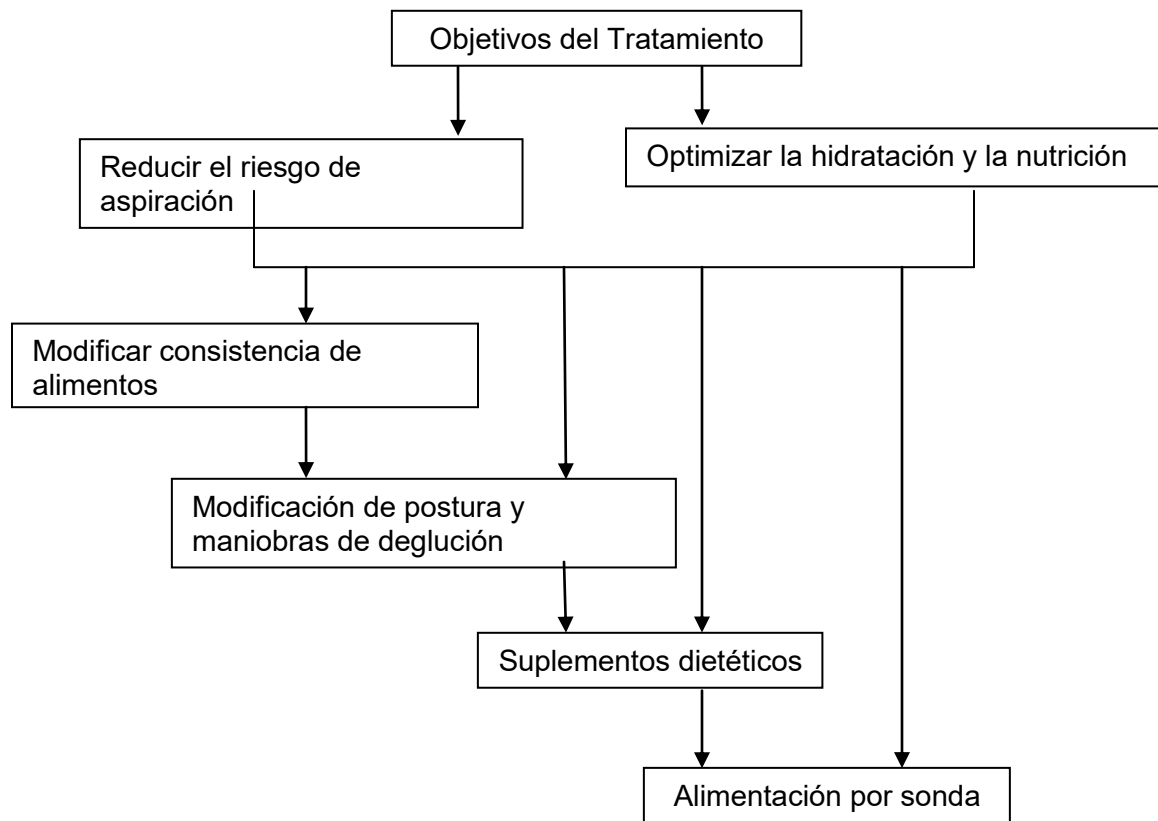 Objetivos del Tratamiento
Reducir el riesgo de
aspiración
Optimizar la hidratación y la nutrición
Modificar consistencia de
alimentos
Modificación de postura y
maniobras de deglución
Suplementos dietéticos
Alimentación por sonda